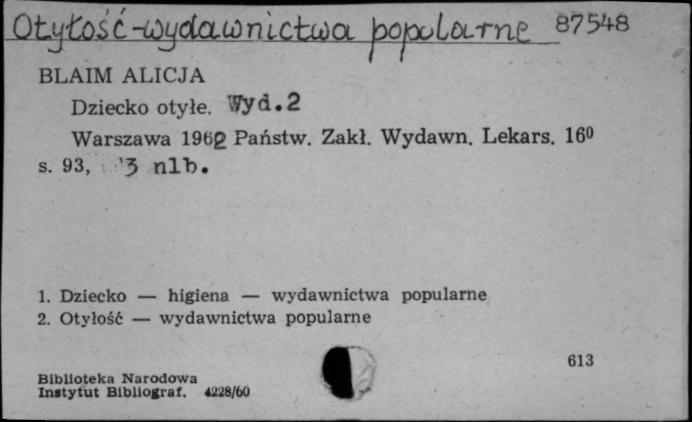 Otyłość-wydawnictwa popularne 87548
BLAIM ALICJA
Dziecko otyłe. Wyd.2
Warszawa 1962 Państw. Zakł. Wydawn. Lekars. 16⁰
s. 93, 3 nlb.
1. Dziecko — higiena — wydawnictwa popularne
2. Otyłość — wydawnictwa popularne
613
Biblioteka Narodowa
Instytut Bibliograf. 4228/60